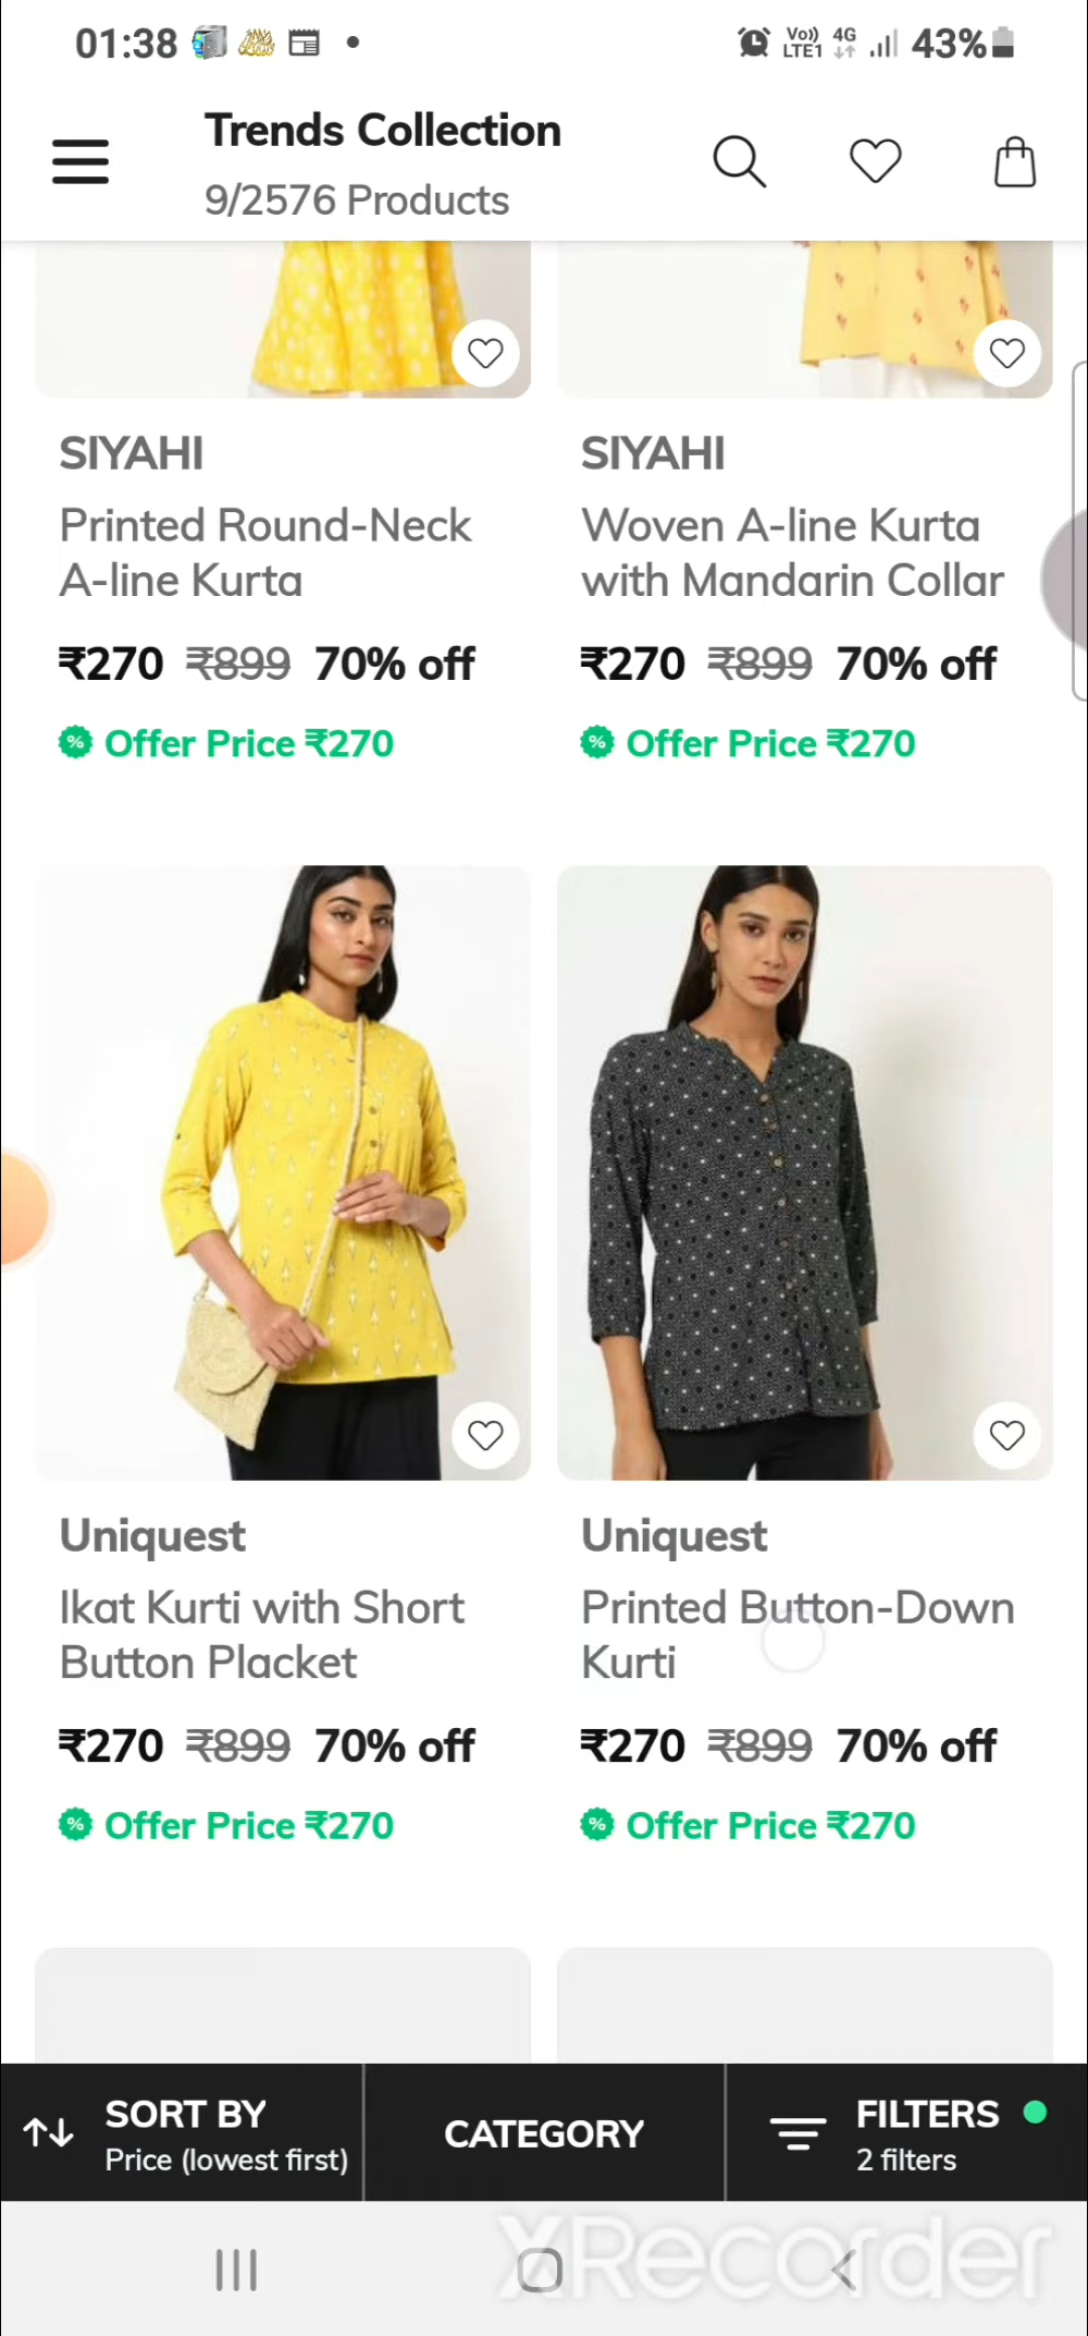 01:38
Vo)) 4G
LTE1
43%
Trends Collection
9/2576 Products
SIYAHI
Printed Round-Neck
A-line Kurta
₹270 ₹899 70% off
% Offer Price ₹270
SIYAHI
Woven A-line Kurta
with Mandarin Collar
₹270 ₹899 70% off
% Offer Price ₹270
Uniquest
Ikat Kurti with Short
Button Placket
₹270 ₹899 70% off
% Offer Price ₹270
Uniquest
Printed Button-Down
Kurti
₹270 ₹899 70% off
% Offer Price ₹270
SORT BY
Price (lowest first)
CATEGORY
FILTERS
2 filters
XRecorder